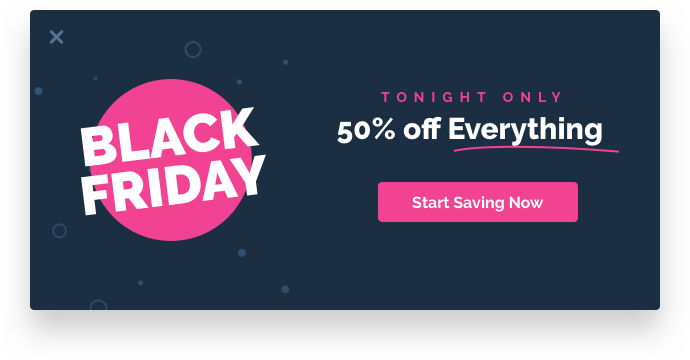 BLACK
FRIDAY
TONIGHT ONLY
50% off Everything
Start Saving Now